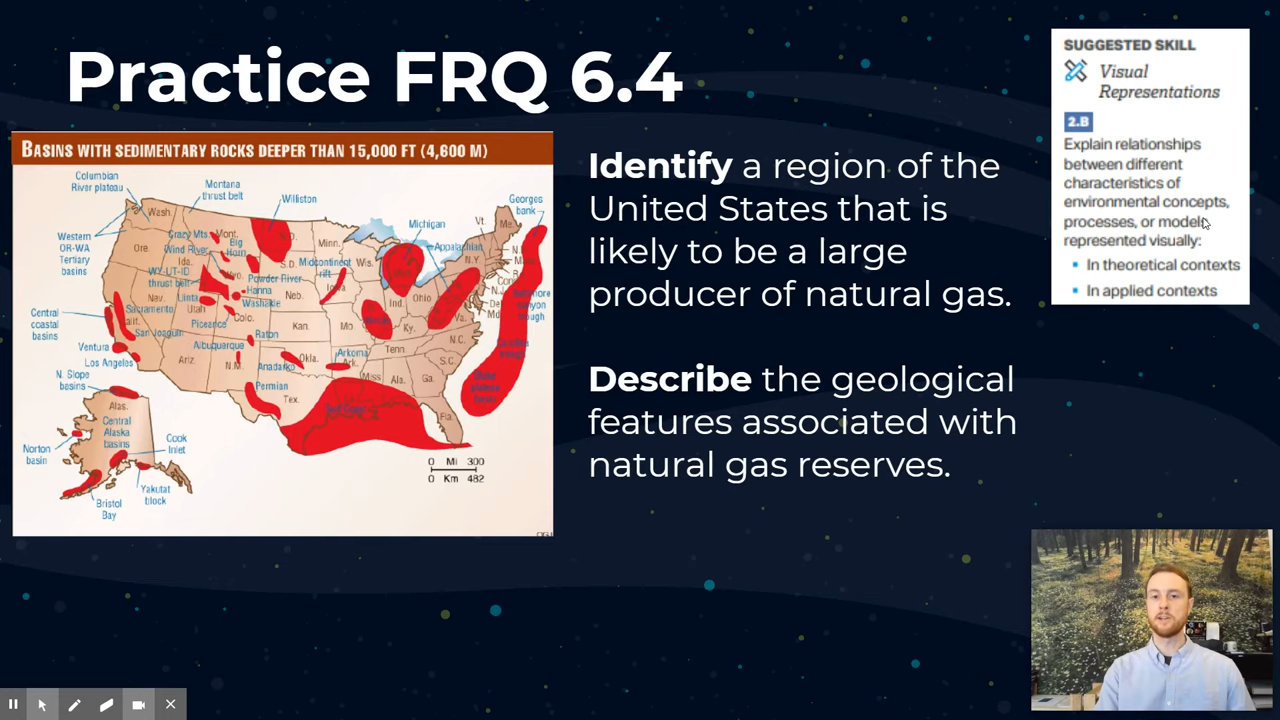 Practice FRQ 6.4
BASINS WITH SEDIMENTARY ROCKS DEEPER THAN 15,000 FT (4,600 M)
Columbian
River plateau
Montana
thrust belt
Williston
Georges
bank
Wash.
Michigan
Vt.
Me.
Crazy Mts.
Mont.
N.D.
Minn.
Appalachian
Western
OR-WA
Tertiary
basins
Ore.
Ida.
Wind River
Big
Horn
S.D.
Midcontinent
rift
Wis.
N.Y.
WY-UT-ID
thrust belt
Wyo.
Powder River
Hanna
Iowa
Nev.
Uinta
Washakie
Neb.
Ind.
Ohio
Central
coastal
basins
Sacramento
Calif.
Utah
Piceance
Colo.
Kan.
Mo.
Ky.
Va.
Md.
San Joaquin
Raton
Ventura
Albuquerque
Arkoma
Ark.
Tenn.
N.C.
Los Angeles
Ariz.
N.M.
Anadarko
Okla.
S.C.
N. Slope
basins
Permian
Tex.
Miss.
Ala.
Ga.
Alas.
Central
Alaska
basins
Fla.
Norton
basin
Cook
Inlet
0 Mi 300
0 Km 482
Bristol
Bay
Yakutat
block
Identify a region of the
United States that is
likely to be a large
producer of natural gas.
Describe the geological
features associated with
natural gas reserves.
SUGGESTED SKILL
Visual
Representations
2.B
Explain relationships
between different
characteristics of
environmental concepts,
processes, or models
represented visually:
▪ In theoretical contexts
▪ In applied contexts